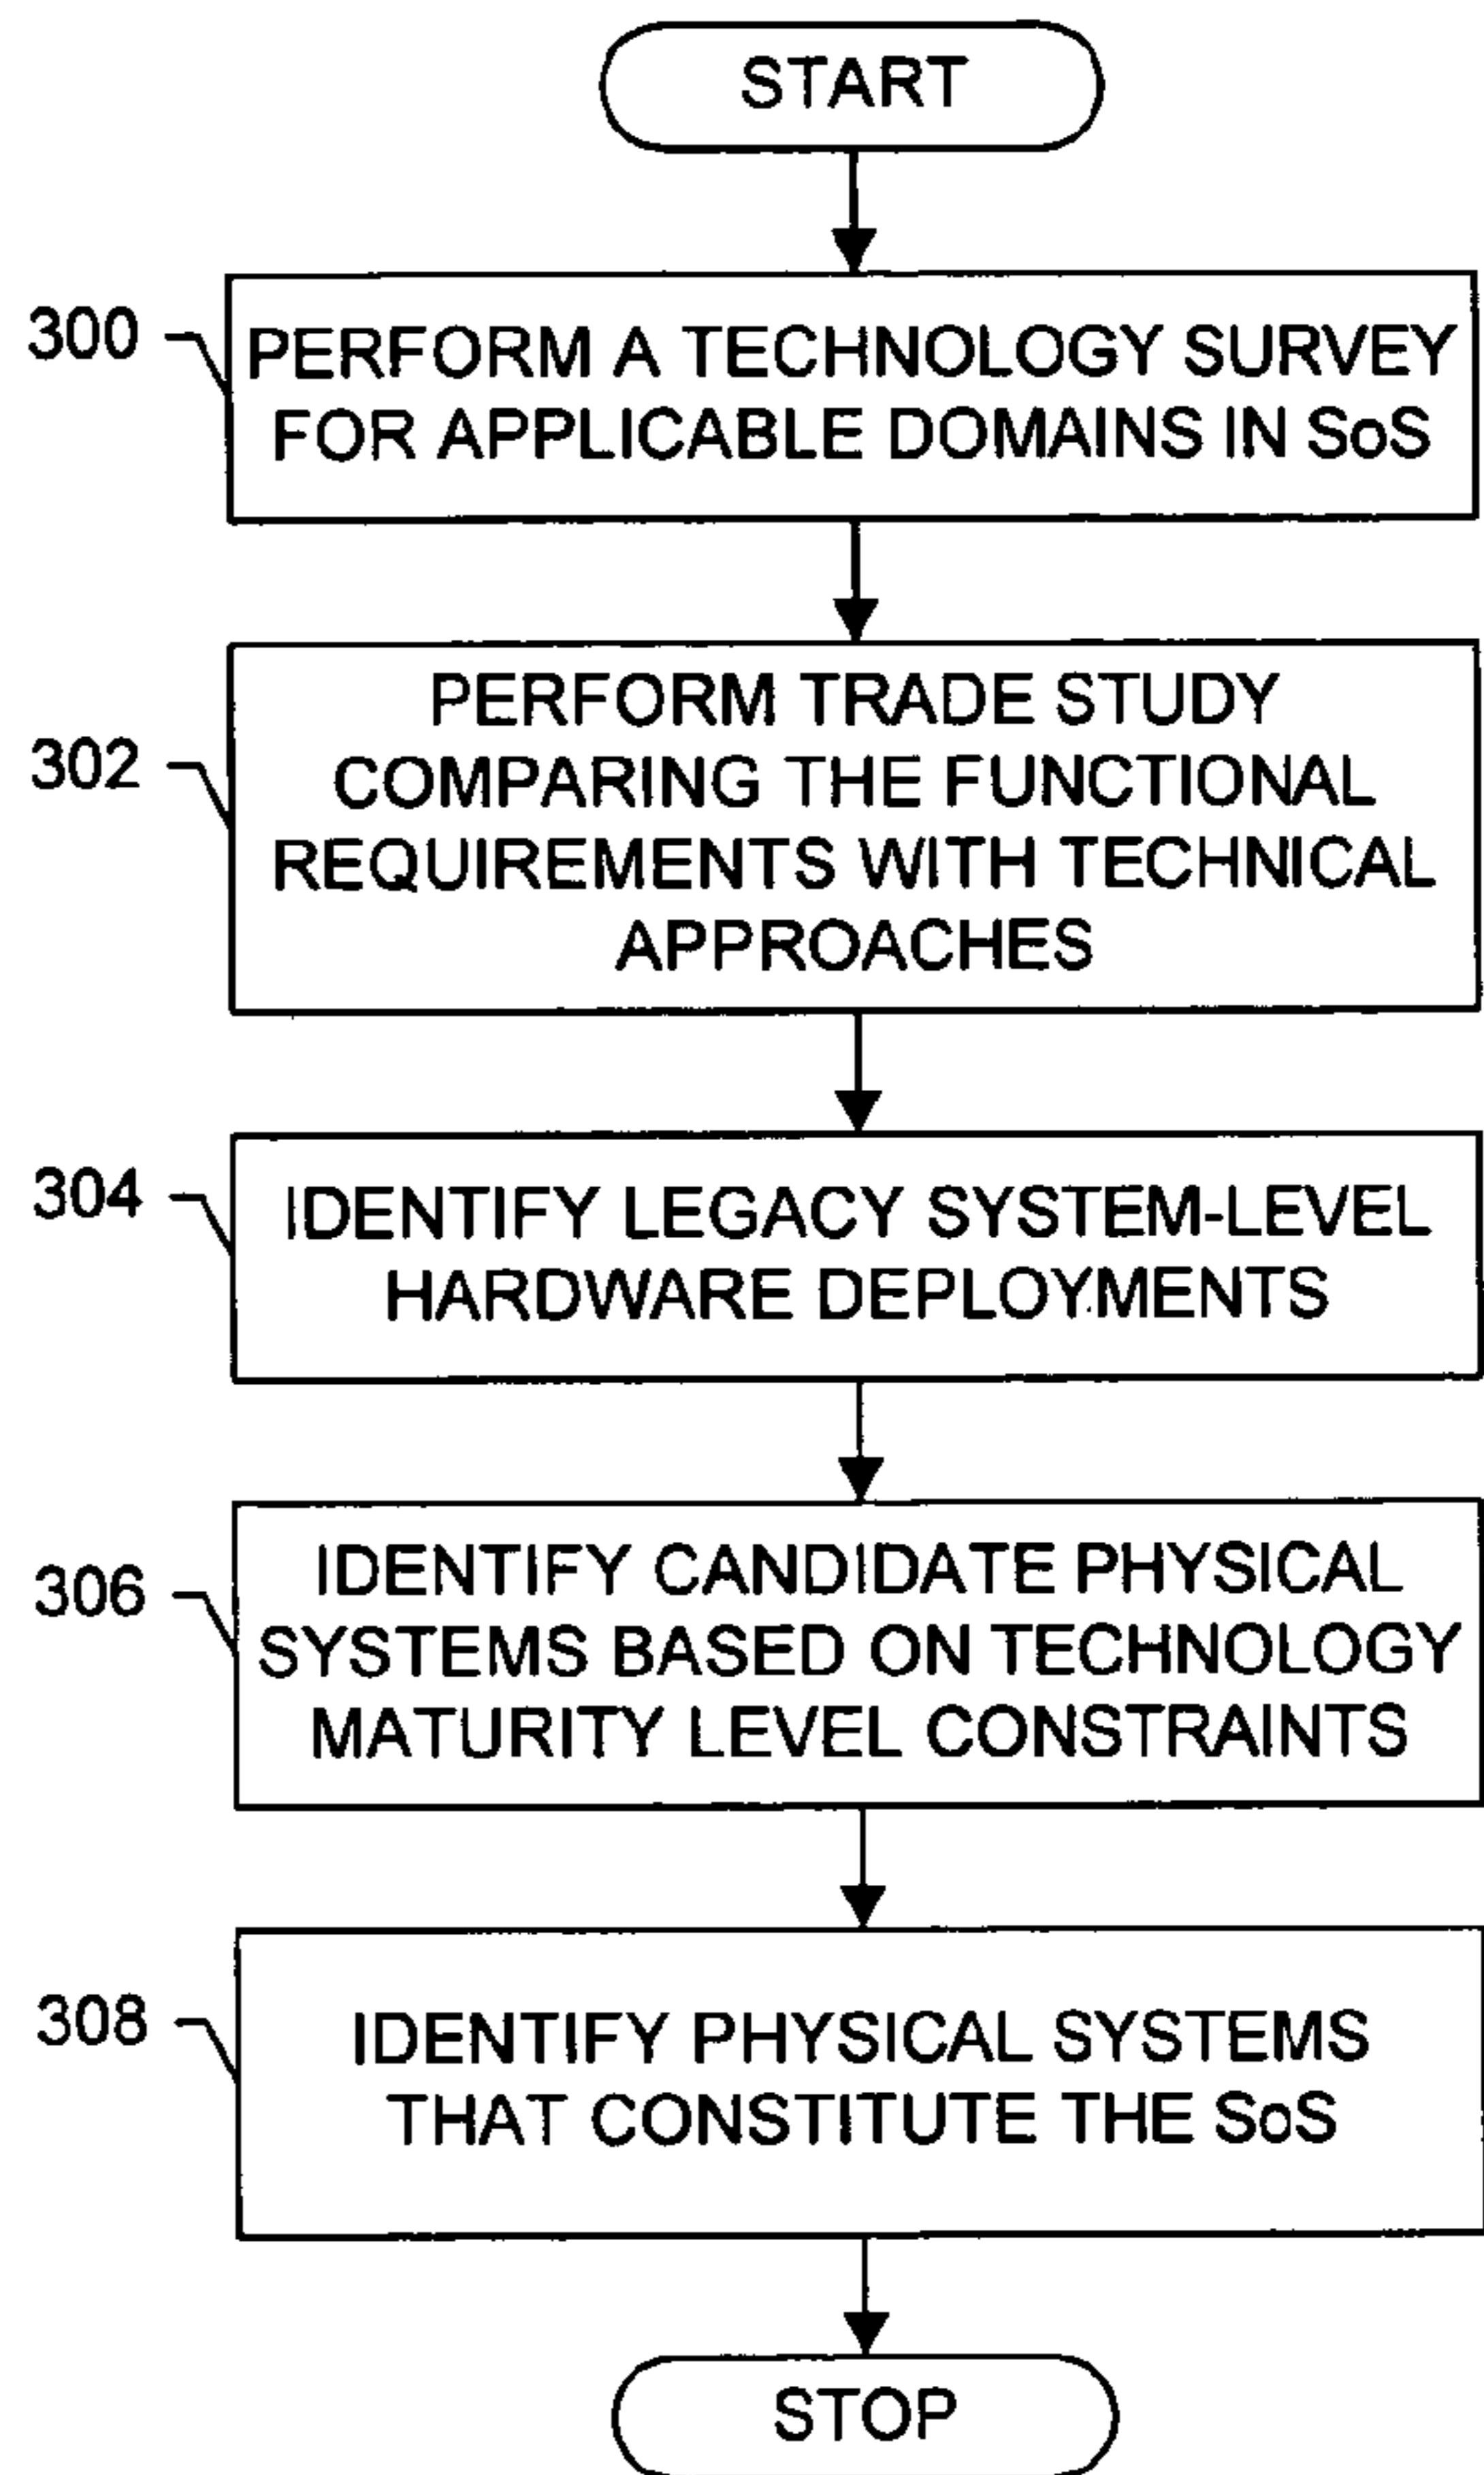 START
300
PERFORM A TECHNOLOGY SURVEY
FOR APPLICABLE DOMAINS IN SoS
302
PERFORM TRADE STUDY
COMPARING THE FUNCTIONAL
REQUIREMENTS WITH TECHNICAL
APPROACHES
304
IDENTIFY LEGACY SYSTEM-LEVEL
HARDWARE DEPLOYMENTS
306
IDENTIFY CANDIDATE PHYSICAL
SYSTEMS BASED ON TECHNOLOGY
MATURITY LEVEL CONSTRAINTS
308
IDENTIFY PHYSICAL SYSTEMS
THAT CONSTITUTE THE SoS
STOP